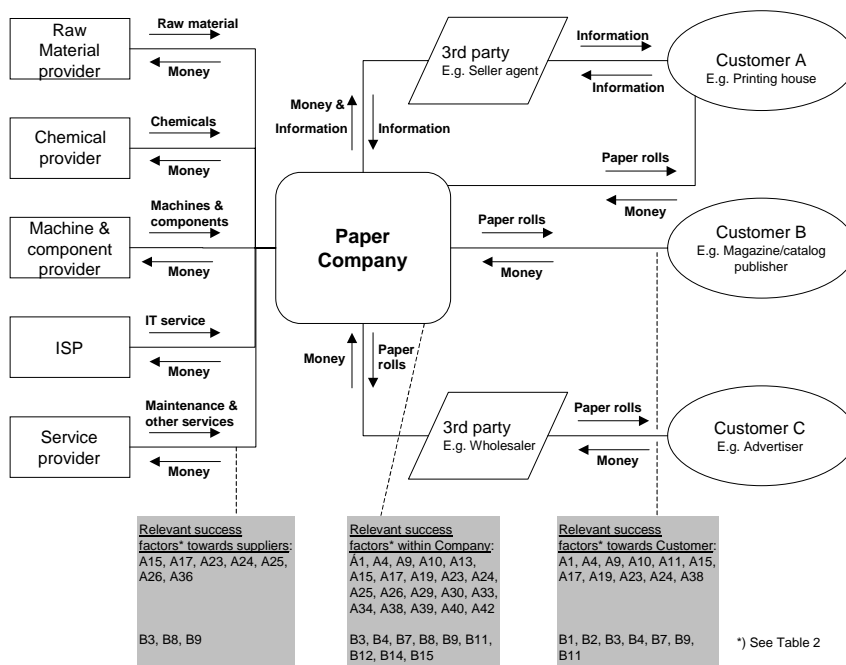 Raw
Material
provider
Raw material
Money
Chemical
provider
Chemicals
Money
Machine &
component
provider
Machines &
components
Money
ISP
IT service
Money
Service
provider
Maintenance &
other services
Money
Money &
Information
Information
Paper
Company
Money
Paper
rolls
3rd party
E.g. Seller agent
Information
Information
Customer A
E.g. Printing house
Paper rolls
Money
Paper rolls
Money
Customer B
E.g. Magazine/catalog
publisher
3rd party
E.g. Wholesaler
Paper rolls
Money
Customer C
E.g. Advertiser
Relevant success
factors* towards suppliers:
A15, A17, A23, A24, A25,
A26, A36
B3, B8, B9
Relevant success
factors* within Company:
A1, A4, A9, A10, A13,
A15, A17, A19, A23, A24,
A25, A26, A29, A30, A33,
A34, A38, A39, A40, A42
B3, B4, B7, B8, B9, B11,
B12, B14, B15
Relevant success
factors* towards Customer:
A1, A4, A9, A10, A11, A15,
A17, A19, A23, A24, A38
B1, B2, B3, B4, B7, B9,
B11
*) See Table 2